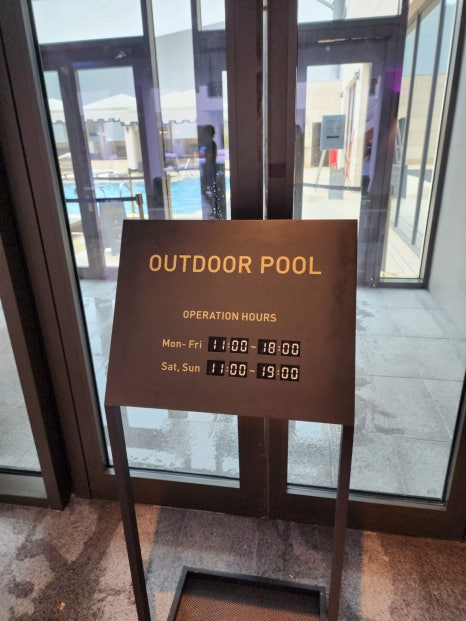 OUTDOOR POOL
OPERATION HOURS
Mon- Fri 11:00 ~ 18:00
Sat, Sun 11:00 ~ 19:00